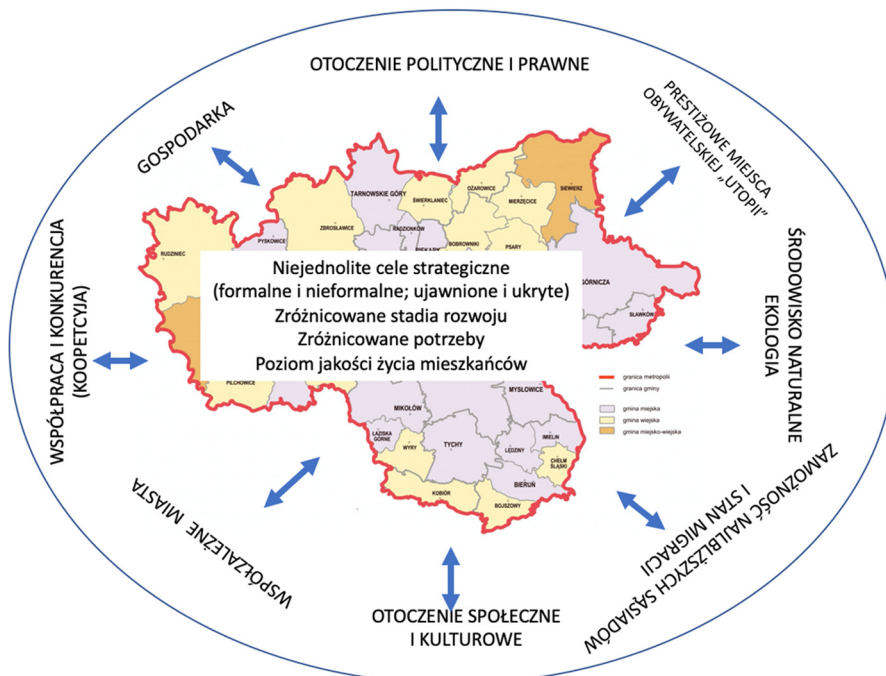 OTOCZENIE POLITYCZNE I PRAWNE
GOSPODARKA
PRESTIŻOWE MIEJSCA
OBYWATELSKIEJ „UTOPII”
TARNOWSKIE GÓRY
ŚWIERKLANIEC
OŻAROWICE
MIERZĘCICE
SIEWIERZ
ZBROSŁAWICE
RADZIONKÓW
PIEKARY
BOBROWNIKI
PSARY
PYSKOWICE
RUDZINIEC
GÓRNICZA
SŁAWKÓW
Niejednolite cele strategiczne
(formalne i nieformalne; ujawnione i ukryte)
Zróżnicowane stadia rozwoju
Zróżnicowane potrzeby
Poziom jakości życia mieszkańców
WSPÓŁPRACA I KONKURENCJA
(KOOPETCYJA)
ŚRODOWISKO NATURALNE
EKOLOGIA
PILCHOWICE
MYSŁOWICE
MIKOŁÓW
ŁAZISKA
GÓRNE
WYRY
TYCHY
LĘDZINY
IMIELIN
CHEŁM
ŚLĄSKI
BIERUŃ
KOBIÓR
BOJSZOWY
granica metropolii
granica gminy
gmina miejska
gmina wiejska
gmina miejsko-wiejska
WSPÓŁZALEŻNE MIASTA
ZAMOŻNOŚĆ NAJLBIŻSZYCH SĄSIADÓW
I STAN MIGRACJI
OTOCZENIE SPOŁECZNE
I KULTUROWE